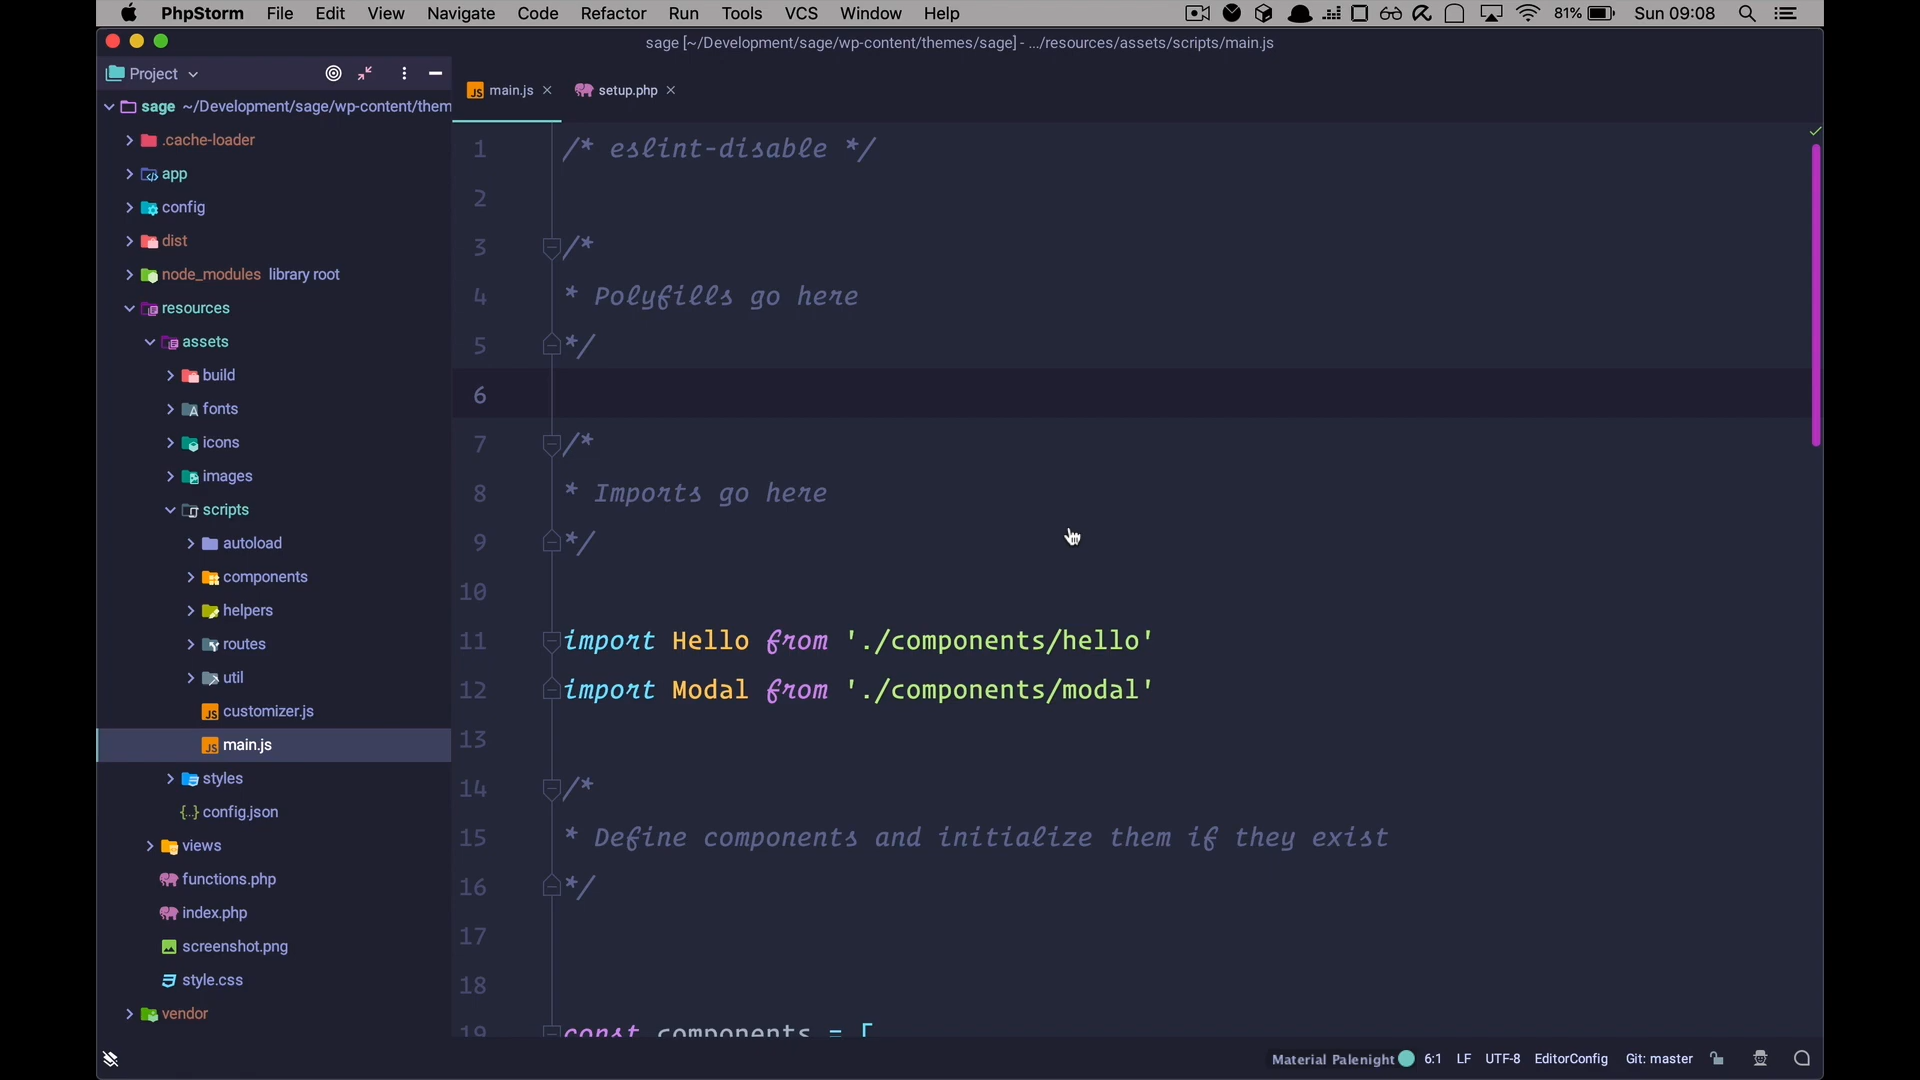 PhpStorm File Edit View Navigate Code Refactor Run Tools VCS Window Help 81% Sun 09:08
sage [~/Development/sage/wp-content/themes/sage] - .../resources/assets/scripts/main.js
Project
main.js
setup.php
sage ~/Development/sage/wp-content/them
.cache-loader
app
config
dist
node_modules library root
resources
assets
build
fonts
icons
images
scripts
autoload
components
helpers
routes
util
customizer.js
main.js
styles
config.json
views
functions.php
index.php
screenshot.png
style.css
vendor
1 /* eslint-disable */
2
3 /*
4 * Polyfills go here
5 */
6
7 /*
8 * Imports go here
9 */
10
11 import Hello from './components/hello'
12 import Modal from './components/modal'
13
14 /*
15 * Define components and initialize them if they exist
16 */
17
18
19 const components = [
Material Palenight 6:1 LF UTF-8 EditorConfig Git: master